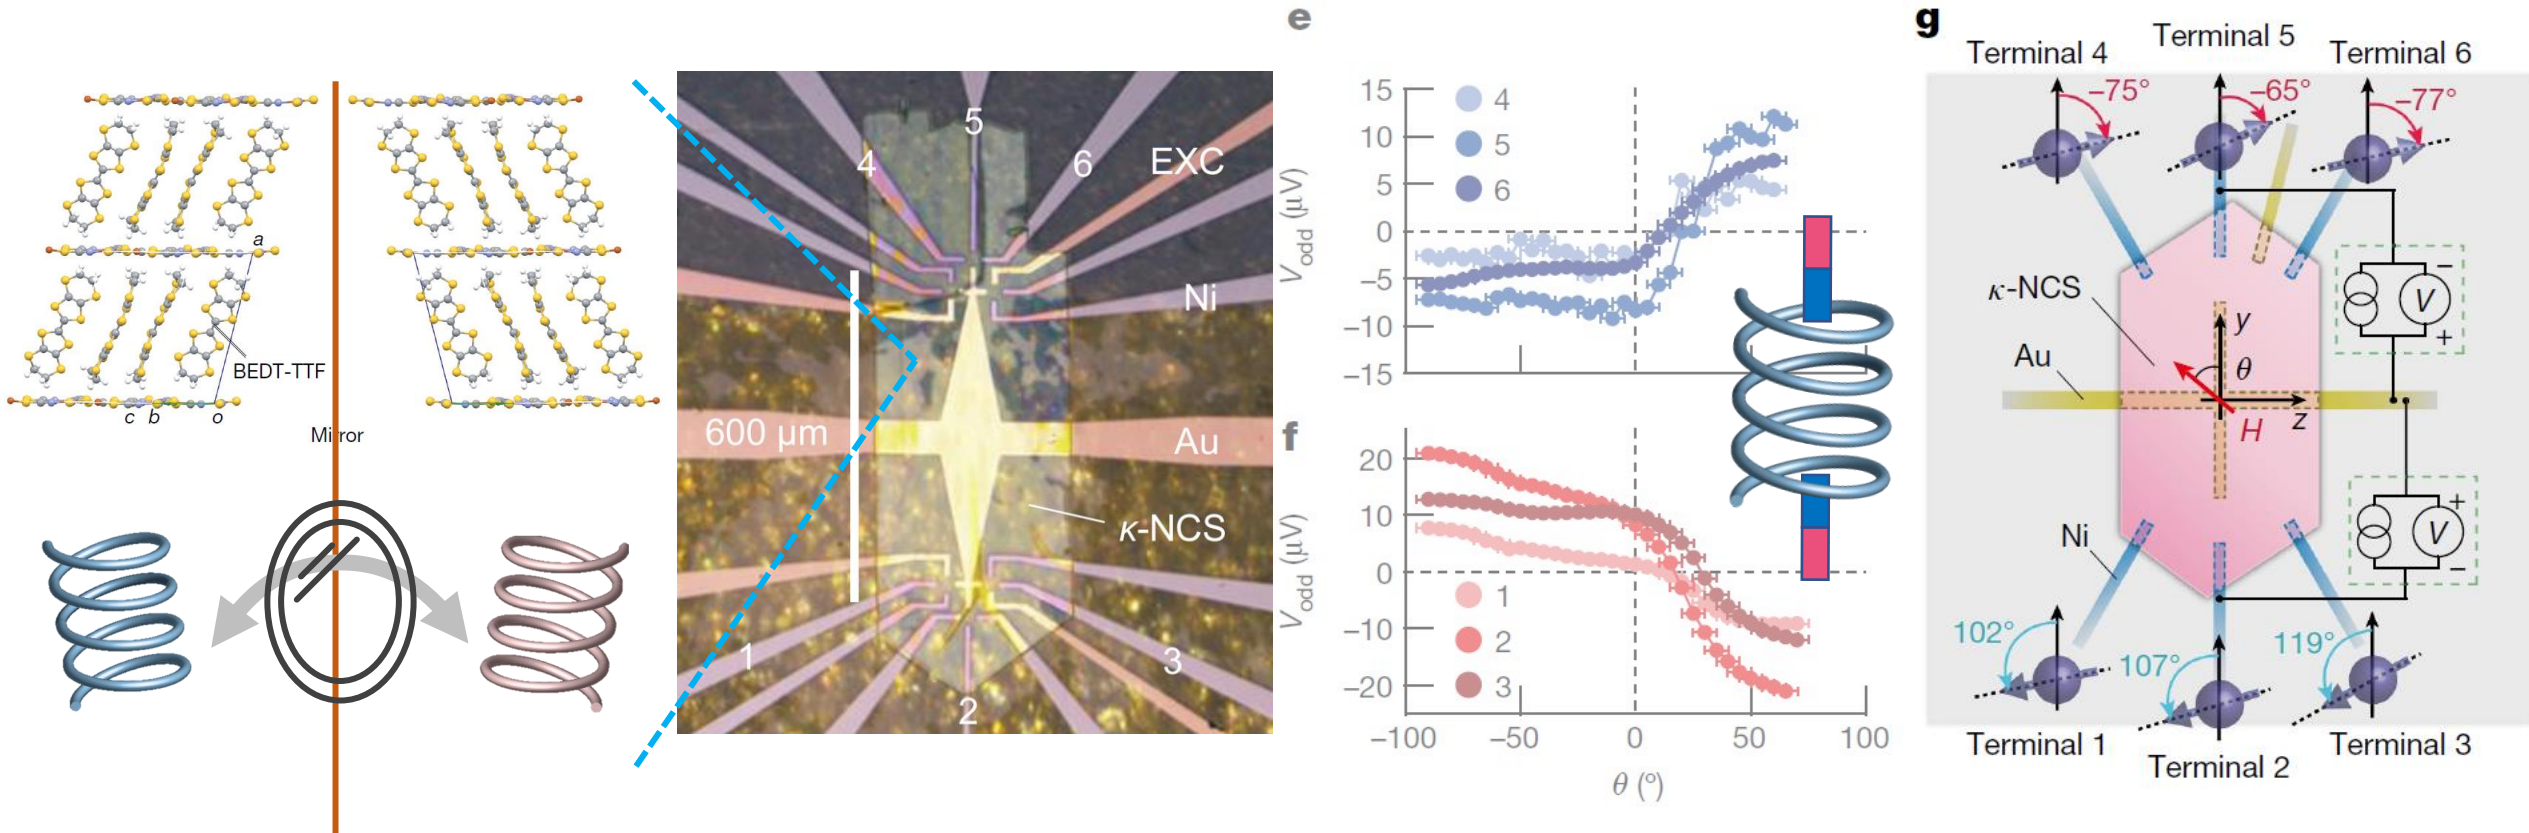 a
BEDT-TTF
c b o
Mirror
5
4
6
EXC
Ni
600 µm
Au
κ-NCS
1
3
2
e
15
10
5
0
−5
−10
−15
V_odd (µV)
4
5
6
f
20
10
0
−10
−20
V_odd (µV)
1
2
3
−100 −50 0 50 100
θ (°)
g
Terminal 4 Terminal 5 Terminal 6
−75° −65° −77°
κ-NCS
Au
y
θ
z
H
−
V
+
+
V
−
Ni
102° 107° 119°
Terminal 1 Terminal 2 Terminal 3